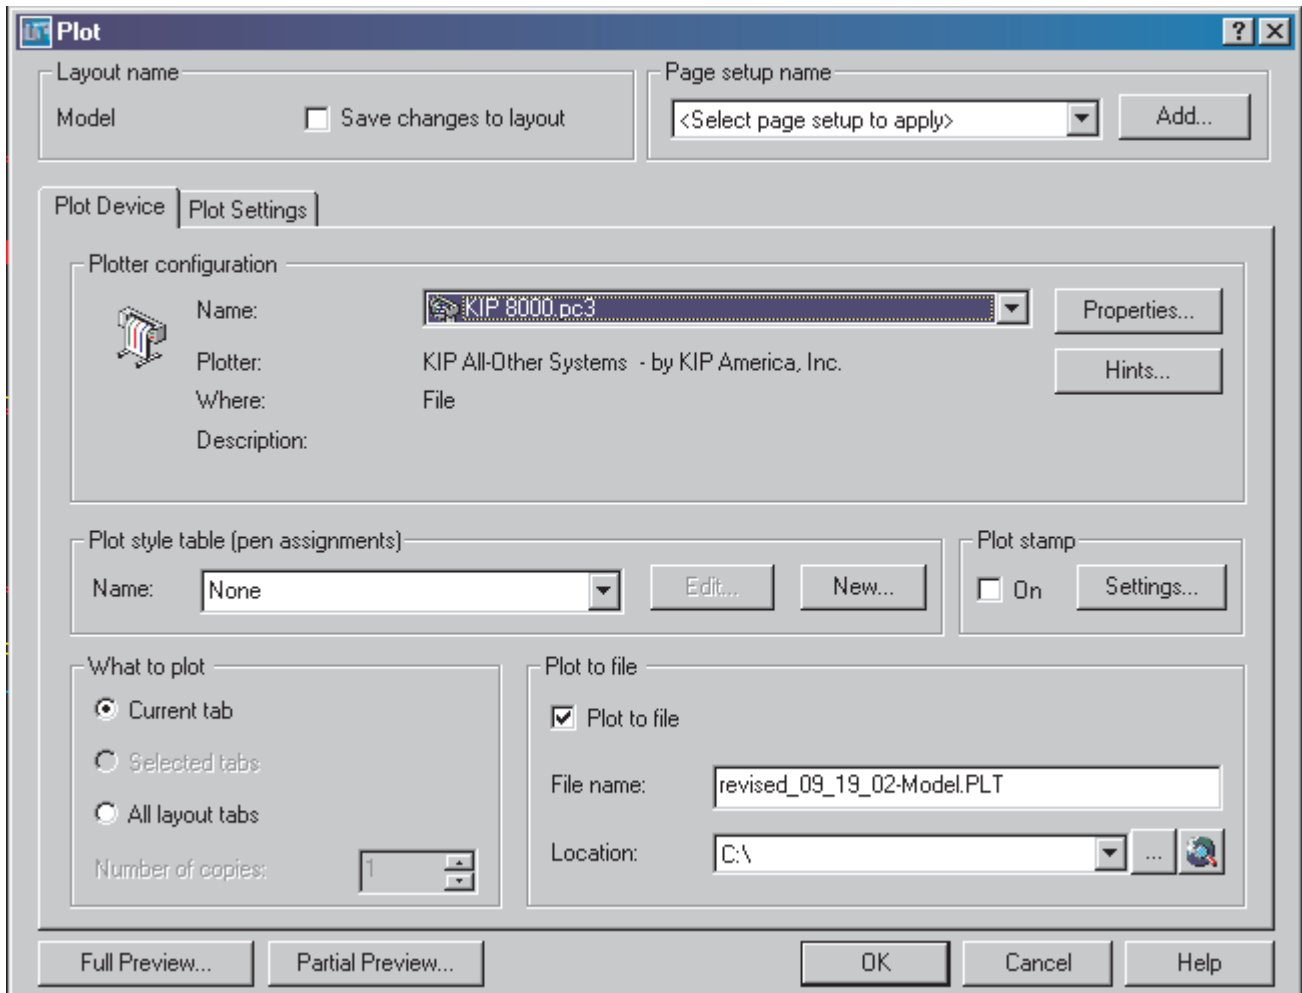 Plot
Layout name
Model
Save changes to layout
Page setup name
<Select page setup to apply>
Add...
Plot Device
Plot Settings
Plotter configuration
Name:
KIP 8000.pc3
Properties...
Plotter:
KIP All-Other Systems - by KIP America, Inc.
Hints...
Where:
File
Description:
Plot style table (pen assignments)
Name:
None
Edit...
New...
Plot stamp
On
Settings...
What to plot
Current tab
Selected tabs
All layout tabs
Number of copies:
1
Plot to file
Plot to file
File name:
revised_09_19_02-Model.PLT
Location:
C:\
...
Full Preview...
Partial Preview...
OK
Cancel
Help